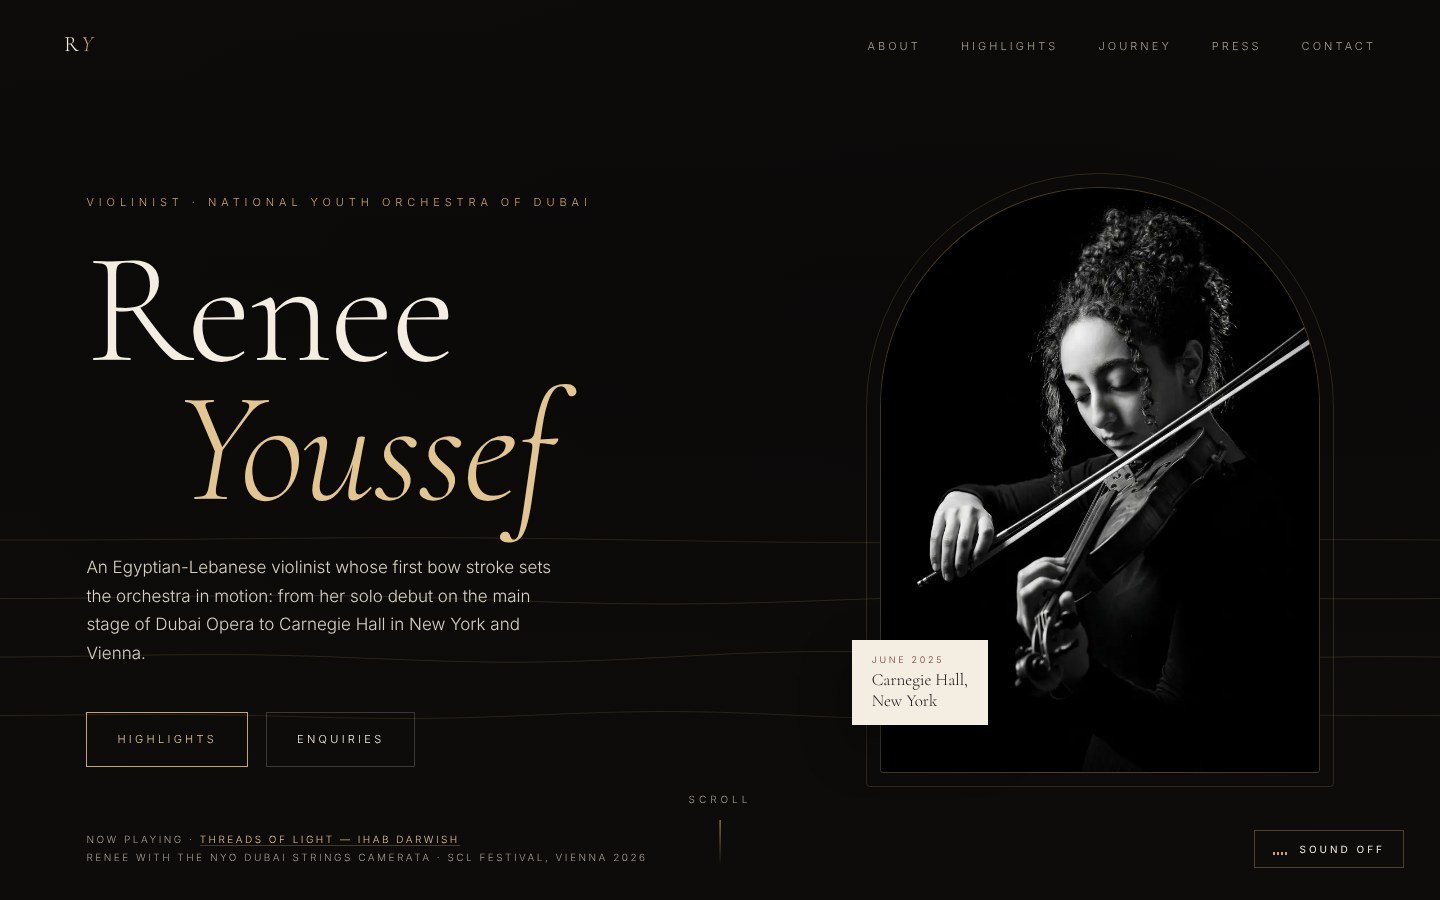 RY
ABOUT HIGHLIGHTS JOURNEY PRESS CONTACT
VIOLINIST · NATIONAL YOUTH ORCHESTRA OF DUBAI
Renee
Youssef
An Egyptian-Lebanese violinist whose first bow stroke sets
the orchestra in motion: from her solo debut on the main
stage of Dubai Opera to Carnegie Hall in New York and
Vienna.
HIGHLIGHTS ENQUIRIES
JUNE 2025
Carnegie Hall,
New York
SCROLL
NOW PLAYING · THREADS OF LIGHT — IHAB DARWISH
RENEE WITH THE NYO DUBAI STRINGS CAMERATA · SCL FESTIVAL, VIENNA 2026
SOUND OFF